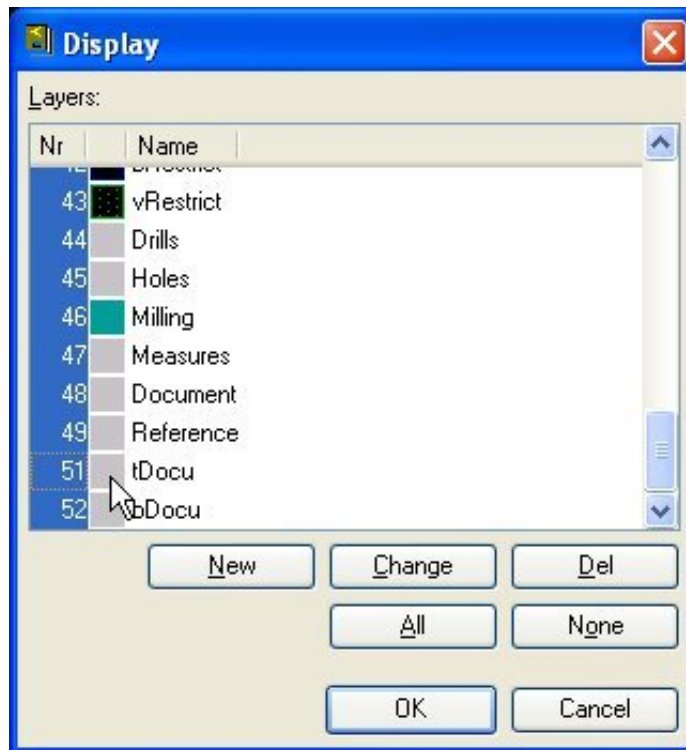 Display
Layers:
Nr Name
43 vRestrict
44 Drills
45 Holes
46 Milling
47 Measures
48 Document
49 Reference
51 tDocu
52 bDocu
New Change Del
All None
OK Cancel